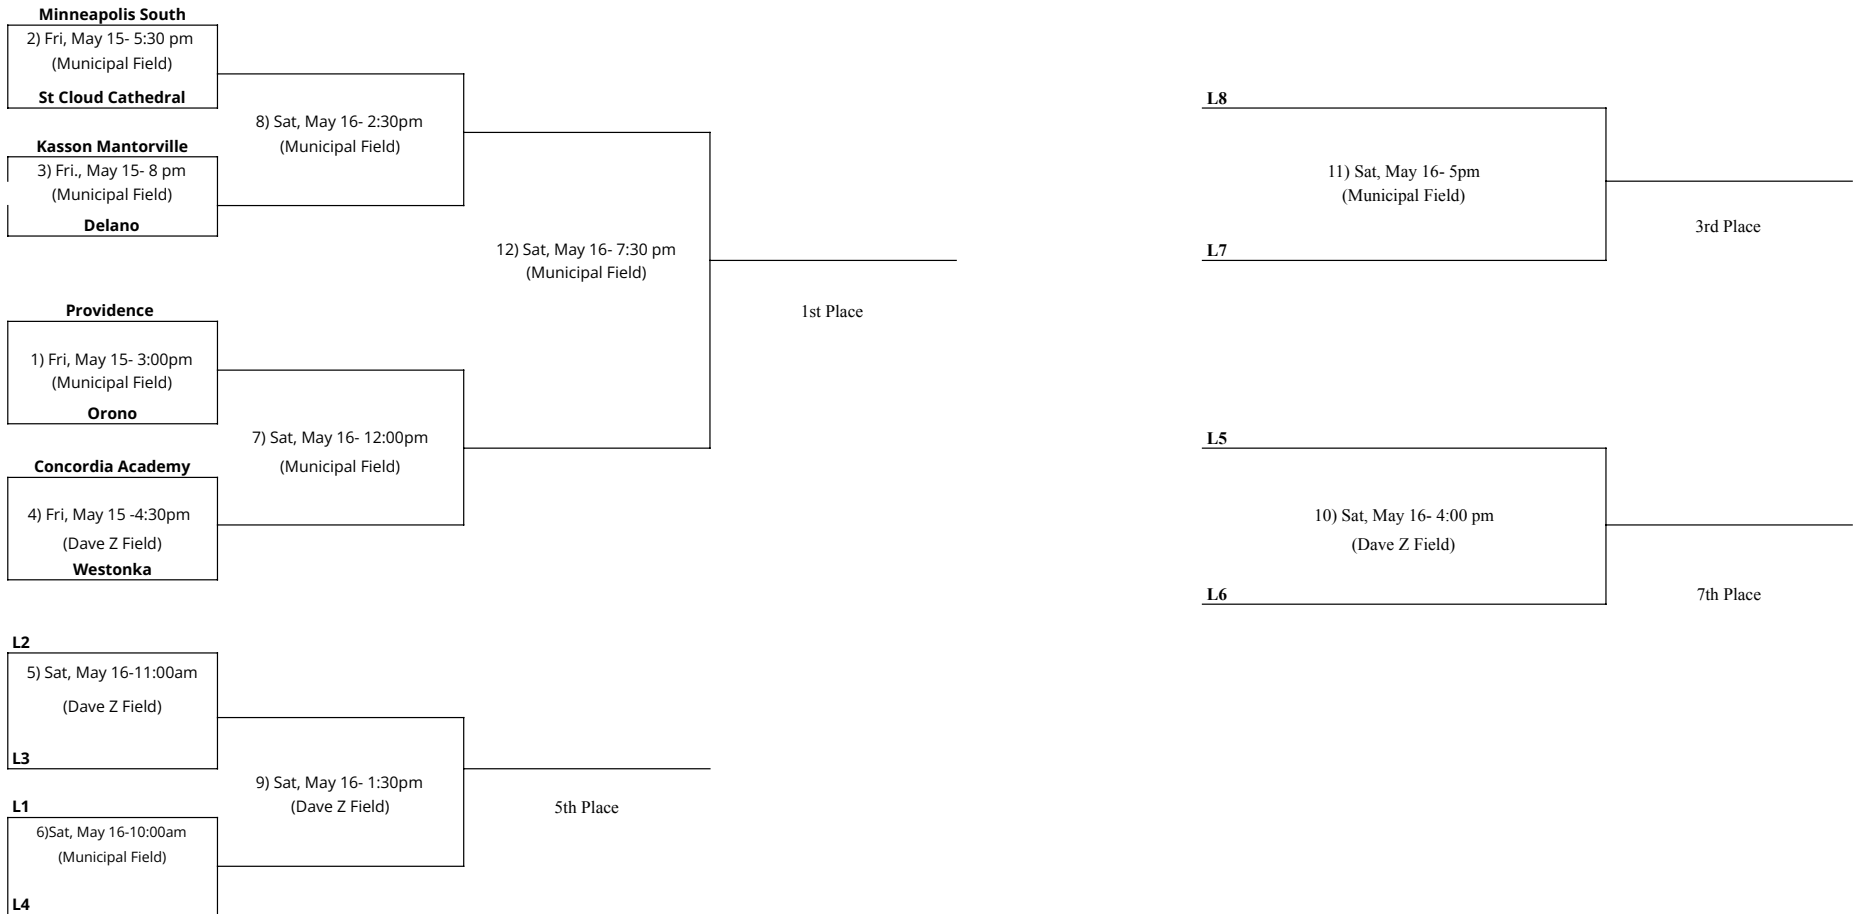 Minneapolis South
2) Fri, May 15- 5:30 pm
(Municipal Field)
St Cloud Cathedral
8) Sat, May 16- 2:30pm
(Municipal Field)
Kasson Mantorville
3) Fri., May 15- 8 pm
(Municipal Field)
Delano
12) Sat, May 16- 7:30 pm
(Municipal Field)
1st Place
Providence
1) Fri, May 15- 3:00pm
(Municipal Field)
Orono
7) Sat, May 16- 12:00pm
(Municipal Field)
Concordia Academy
4) Fri, May 15 -4:30pm
(Dave Z Field)
Westonka
L2
5) Sat, May 16-11:00am
(Dave Z Field)
L3
9) Sat, May 16- 1:30pm
(Dave Z Field)
5th Place
L1
6)Sat, May 16-10:00am
(Municipal Field)
L4
L8
11) Sat, May 16- 5pm
(Municipal Field)
3rd Place
L7
L5
10) Sat, May 16- 4:00 pm
(Dave Z Field)
7th Place
L6